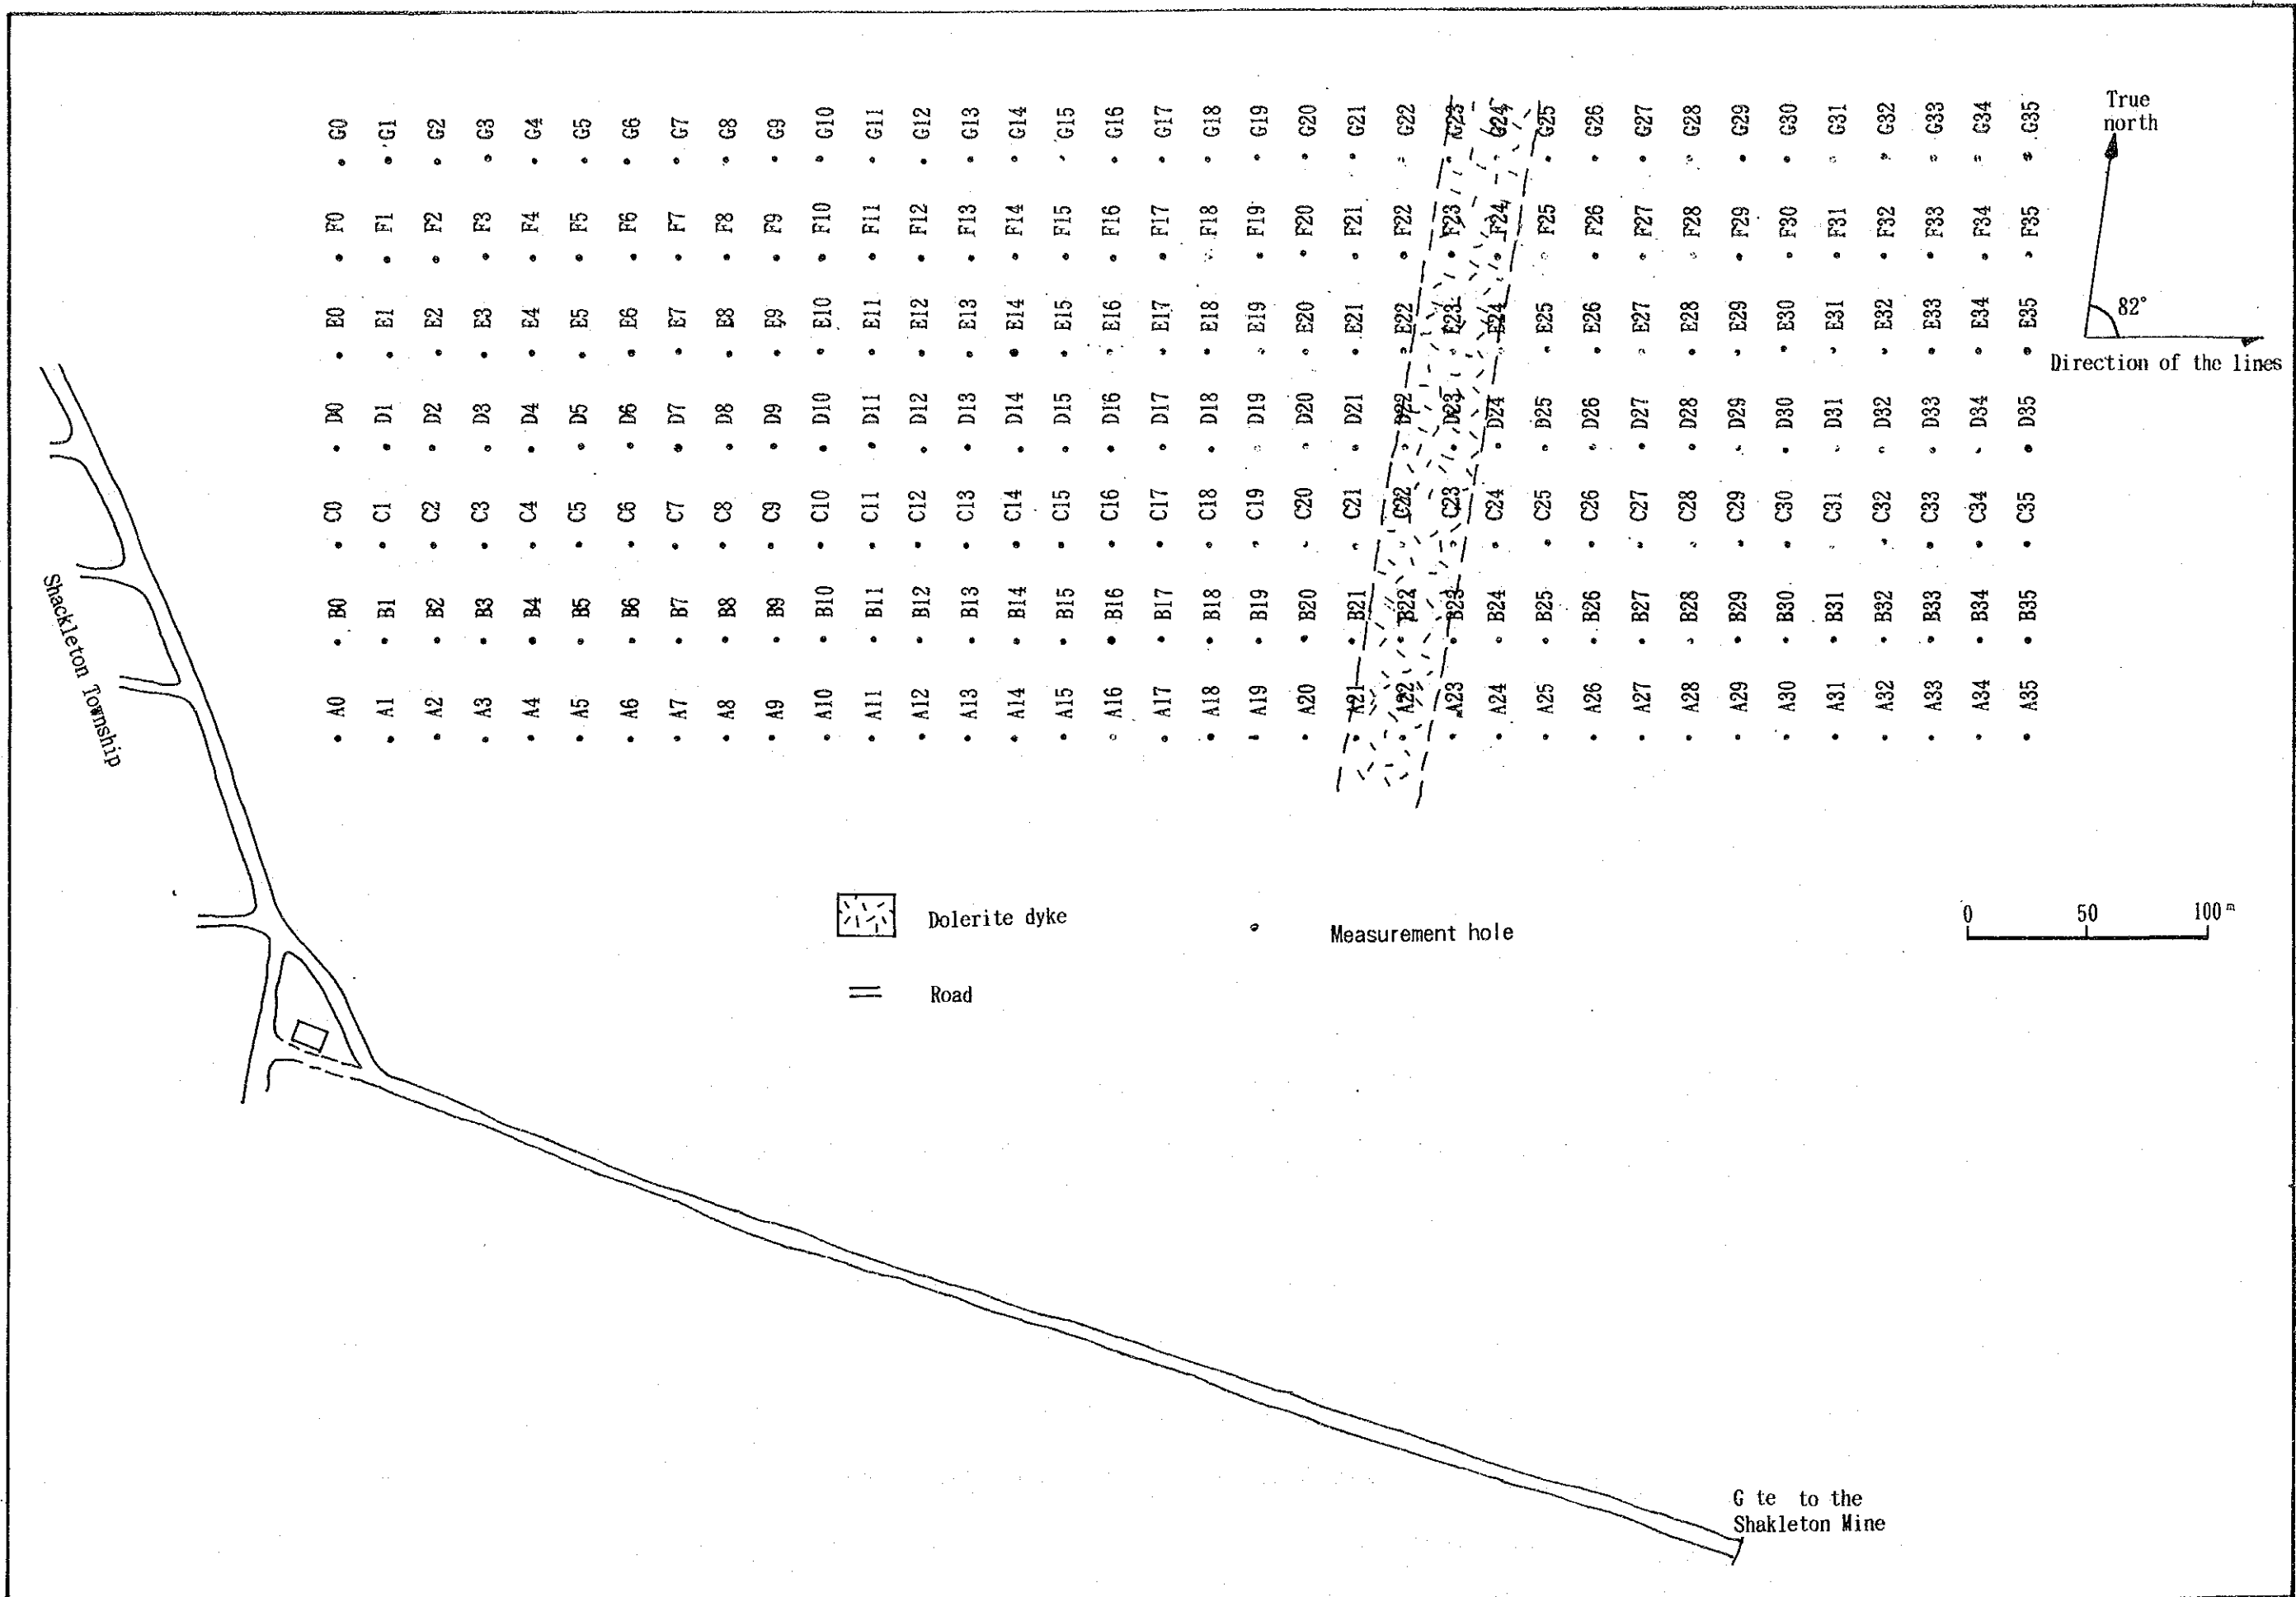 G0 G1 G2 G3 G4 G5 G6 G7 G8 G9 G10 G11 G12 G13 G14 G15 G16 G17 G18 G19 G20 G21 G22 G23 G24 G25 G26 G27 G28 G29 G30 G31 G32 G33 G34 G35
True
north
F0 F1 F2 F3 F4 F5 F6 F7 F8 F9 F10 F11 F12 F13 F14 F15 F16 F17 F18 F19 F20 F21 F22 F23 F24 F25 F26 F27 F28 F29 F30 F31 F32 F33 F34 F35
E0 E1 E2 E3 E4 E5 E6 E7 E8 E9 E10 E11 E12 E13 E14 E15 E16 E17 E18 E19 E20 E21 E22 E23 E24 E25 E26 E27 E28 E29 E30 E31 E32 E33 E34 E35
82°
Direction of the lines
D0 D1 D2 D3 D4 D5 D6 D7 D8 D9 D10 D11 D12 D13 D14 D15 D16 D17 D18 D19 D20 D21 D22 D23 D24 D25 D26 D27 D28 D29 D30 D31 D32 D33 D34 D35
C0 C1 C2 C3 C4 C5 C6 C7 C8 C9 C10 C11 C12 C13 C14 C15 C16 C17 C18 C19 C20 C21 C22 C23 C24 C25 C26 C27 C28 C29 C30 C31 C32 C33 C34 C35
Shackleton Township
B0 B1 B2 B3 B4 B5 B6 B7 B8 B9 B10 B11 B12 B13 B14 B15 B16 B17 B18 B19 B20 B21 B22 B23 B24 B25 B26 B27 B28 B29 B30 B31 B32 B33 B34 B35
A0 A1 A2 A3 A4 A5 A6 A7 A8 A9 A10 A11 A12 A13 A14 A15 A16 A17 A18 A19 A20 A21 A22 A23 A24 A25 A26 A27 A28 A29 A30 A31 A32 A33 A34 A35
Dolerite dyke
Measurement hole
0 50 100 m
Road
G te to the
Shakleton Mine